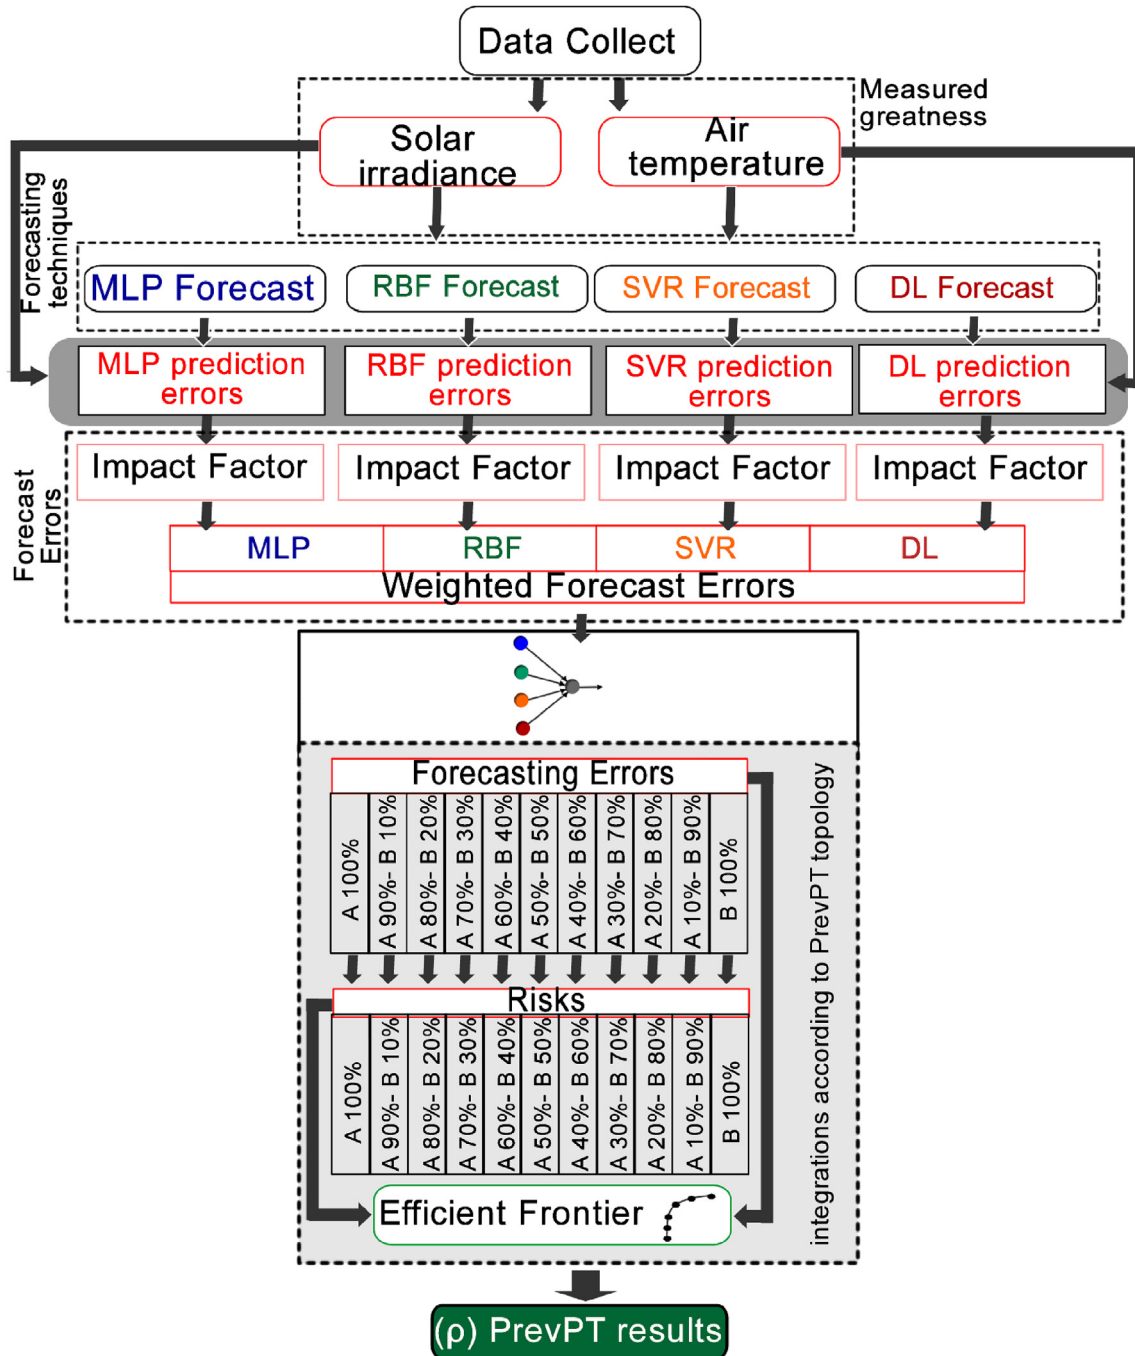 Data Collect
Measured
greatness
Solar
irradiance
Air
temperature
Forecasting
techniques
MLP Forecast
RBF Forecast
SVR Forecast
DL Forecast
MLP prediction
errors
RBF prediction
errors
SVR prediction
errors
DL prediction
errors
Forecast
Errors
Impact Factor
Impact Factor
Impact Factor
Impact Factor
MLP
RBF
SVR
DL
Weighted Forecast Errors
Forecasting Errors
A 100%
A 90%- B 10%
A 80%- B 20%
A 70%- B 30%
A 60%- B 40%
A 50%- B 50%
A 40%- B 60%
A 30%- B 70%
A 20%- B 80%
A 10%- B 90%
B 100%
Risks
A 100%
A 90%- B 10%
A 80%- B 20%
A 70%- B 30%
A 60%- B 40%
A 50%- B 50%
A 40%- B 60%
A 30%- B 70%
A 20%- B 80%
A 10%- B 90%
B 100%
integrations according to PrevPT topology
Efficient Frontier
(ρ) PrevPT results